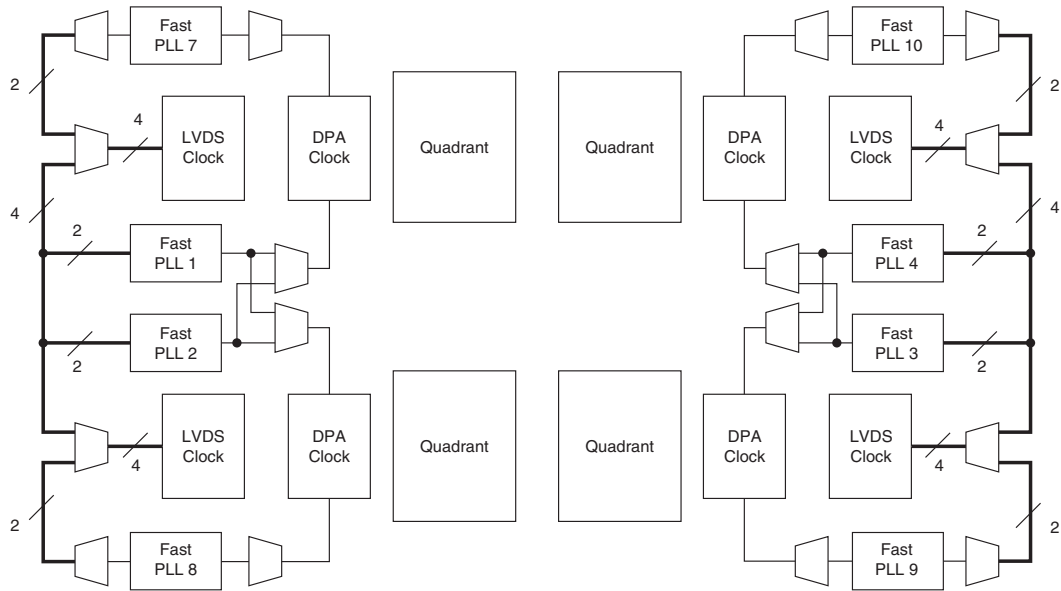 Fast
PLL 7
Fast
PLL 10
2
2
4
LVDS
Clock
DPA
Clock
Quadrant
Quadrant
DPA
Clock
LVDS
Clock
4
4
4
2
Fast
PLL 1
Fast
PLL 4
2
2
Fast
PLL 2
Fast
PLL 3
2
LVDS
Clock
DPA
Clock
Quadrant
Quadrant
DPA
Clock
LVDS
Clock
4
4
2
2
Fast
PLL 8
Fast
PLL 9